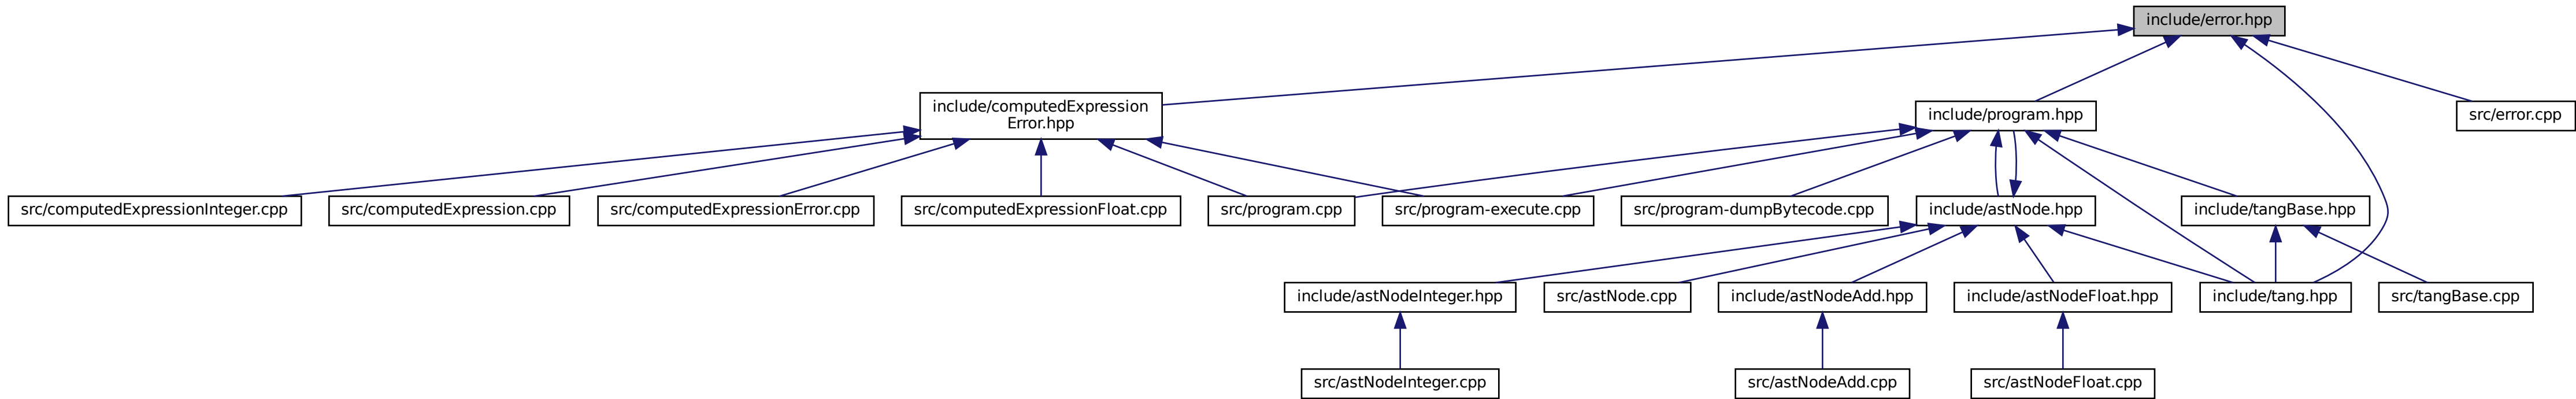 include/error.hpp
include/computedExpression
Error.hpp
include/program.hpp
src/error.cpp
src/computedExpressionInteger.cpp
src/computedExpression.cpp
src/computedExpressionError.cpp
src/computedExpressionFloat.cpp
src/program.cpp
src/program-execute.cpp
src/program-dumpBytecode.cpp
include/astNode.hpp
include/tangBase.hpp
include/astNodeInteger.hpp
src/astNode.cpp
include/astNodeAdd.hpp
include/astNodeFloat.hpp
include/tang.hpp
src/tangBase.cpp
src/astNodeInteger.cpp
src/astNodeAdd.cpp
src/astNodeFloat.cpp